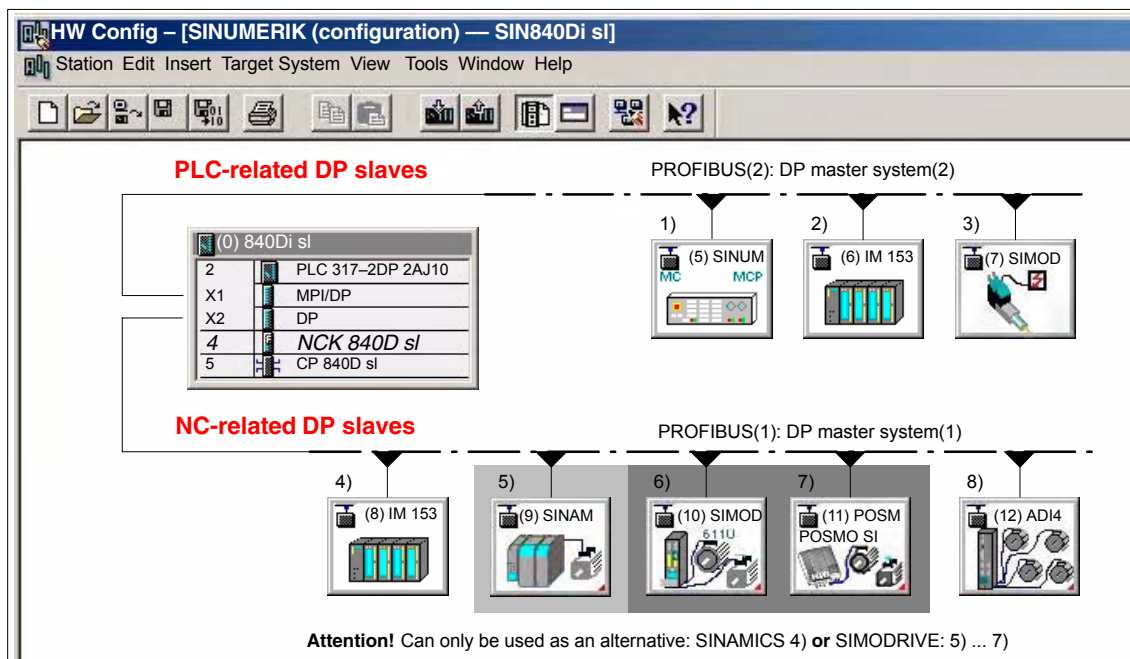 HW Config – [SINUMERIK (configuration) — SIN840Di sl]
Station Edit Insert Target System View Tools Window Help
PLC-related DP slaves
PROFIBUS(2): DP master system(2)
1) 2) 3)
(0) 840Di sl
(5) SINUM
MC MCP
(6) IM 153
(7) SIMOD
2 PLC 317–2DP 2AJ10
X1 MPI/DP
X2 DP
4 NCK 840D sl
5 CP 840D sl
NC-related DP slaves
PROFIBUS(1): DP master system(1)
4) 5) 6) 7) 8)
(8) IM 153
(9) SINAM
(10) SIMOD
611U
(11) POSM
POSMO SI
(12) ADI4
Attention! Can only be used as an alternative: SINAMICS 4) or SIMODRIVE: 5) ... 7)